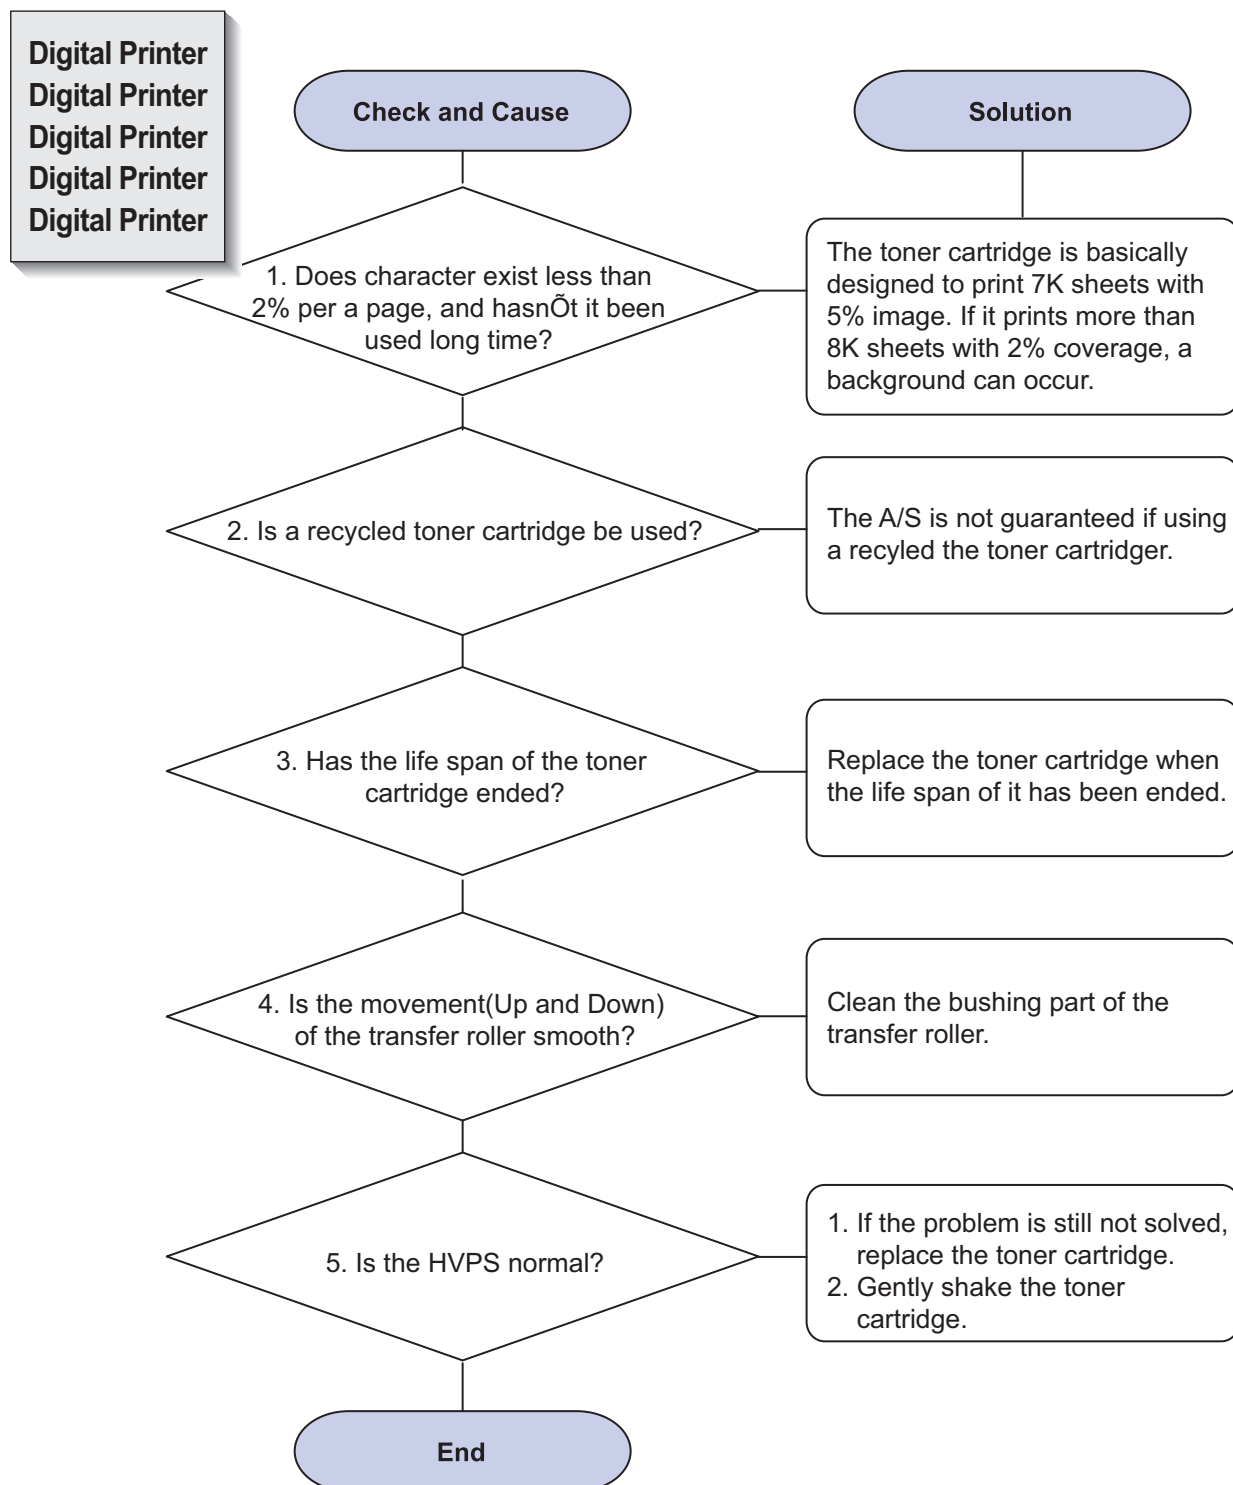 Digital Printer
Digital Printer
Digital Printer
Digital Printer
Digital Printer
Check and Cause
Solution
1. Does character exist less than
2% per a page, and hasnÕt it been
used long time?
The toner cartridge is basically
designed to print 7K sheets with
5% image. If it prints more than
8K sheets with 2% coverage, a
background can occur.
2. Is a recycled toner cartridge be used?
The A/S is not guaranteed if using
a recyled the toner cartridger.
3. Has the life span of the toner
cartridge ended?
Replace the toner cartridge when
the life span of it has been ended.
4. Is the movement(Up and Down)
of the transfer roller smooth?
Clean the bushing part of the
transfer roller.
5. Is the HVPS normal?
1. If the problem is still not solved,
replace the toner cartridge.
2. Gently shake the toner
cartridge.
End